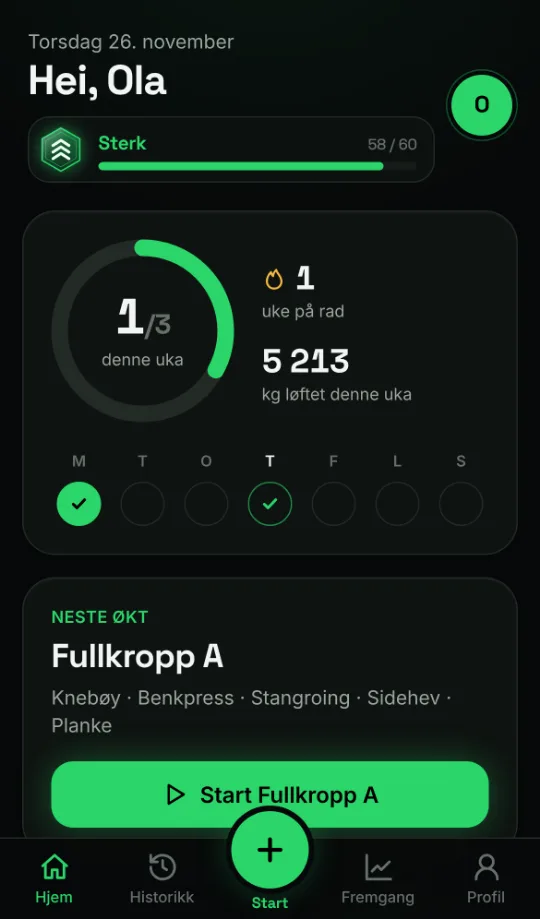 Torsdag 26. november
Hei, Ola
O
Sterk
58 / 60
1/3
denne uka
1
uke på rad
5 213
kg løftet denne uka
M T O T F L S
NESTE ØKT
Fullkropp A
Knebøy · Benkpress · Stangroing · Sidehev ·
Planke
Start Fullkropp A
Hjem
Historikk
Start
Fremgang
Profil